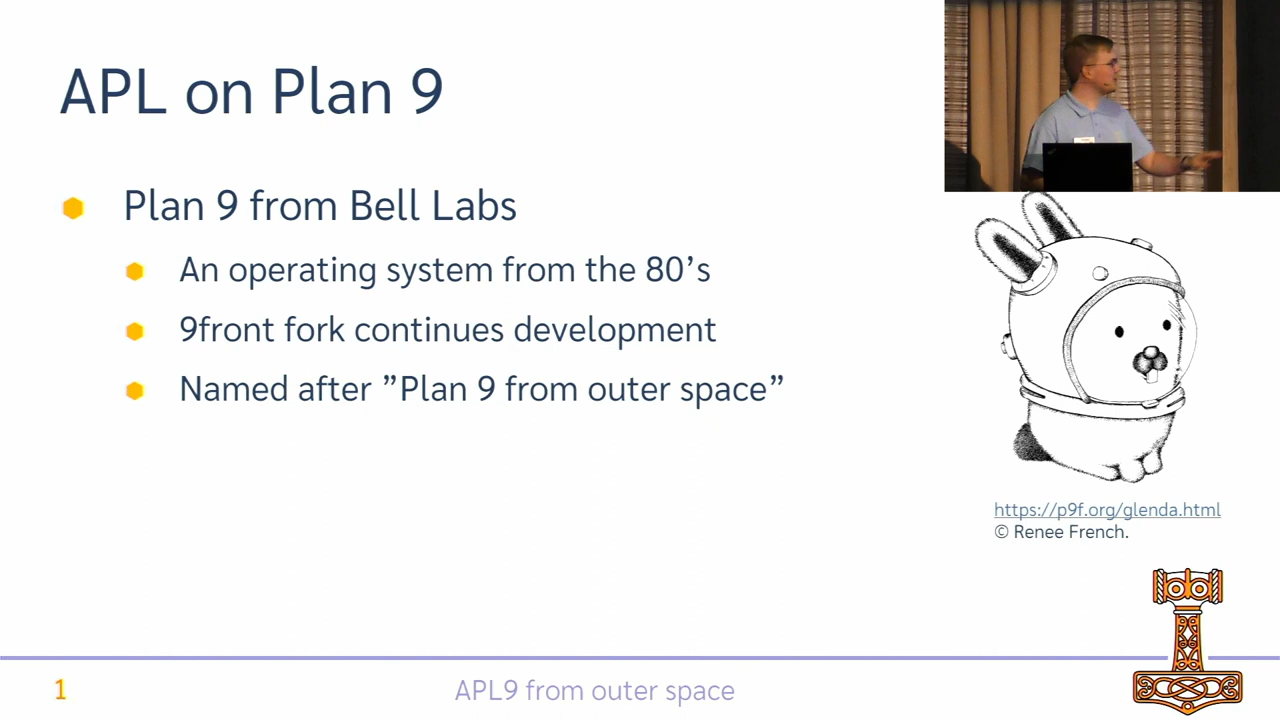 APL on Plan 9
Plan 9 from Bell Labs
An operating system from the 80’s
9front fork continues development
Named after ”Plan 9 from outer space”
https://p9f.org/glenda.html
© Renee French.
1
APL9 from outer space